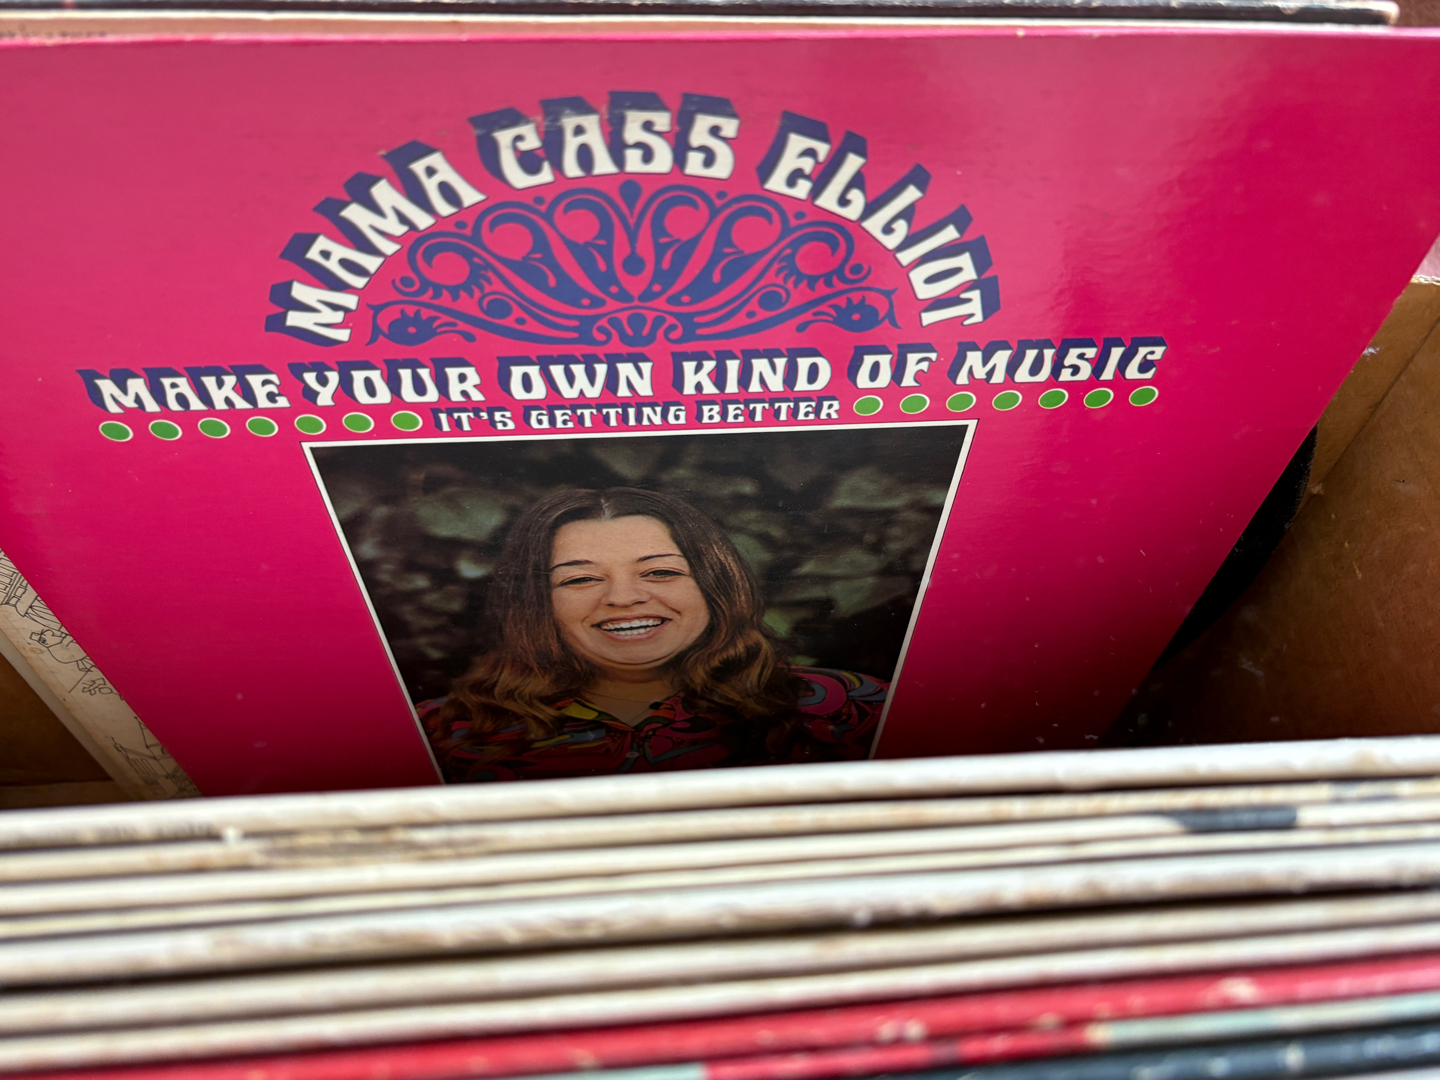 MAMA CASS ELLIOT
MAKE YOUR OWN KIND OF MUSIC
IT'S GETTING BETTER